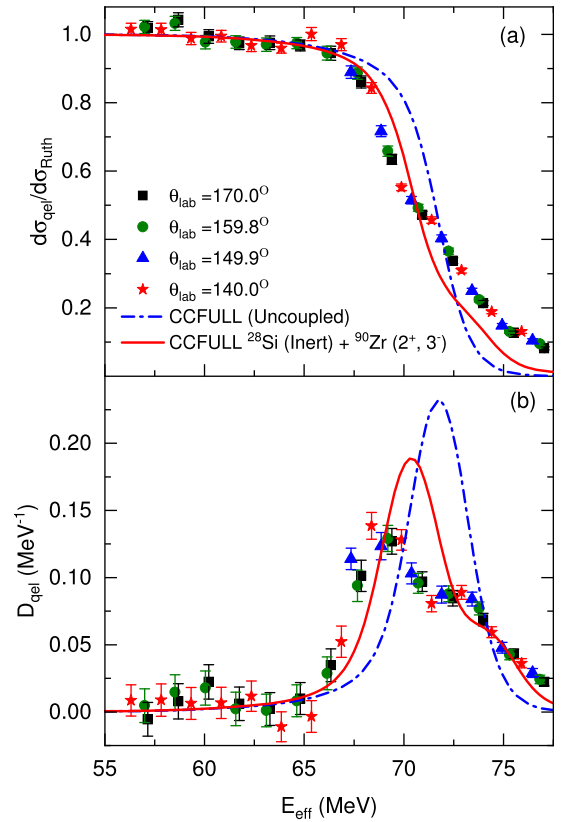 (a)
1.0
0.8
0.6
0.4
0.2
dσqel/dσRuth
θlab =170.0O
θlab =159.8O
θlab =149.9O
θlab =140.0O
CCFULL (Uncoupled)
CCFULL 28Si (Inert) + 90Zr (2+, 3-)
(b)
0.20
0.15
0.10
0.05
0.00
Dqel (MeV-1)
55 60 65 70 75
Eeff (MeV)